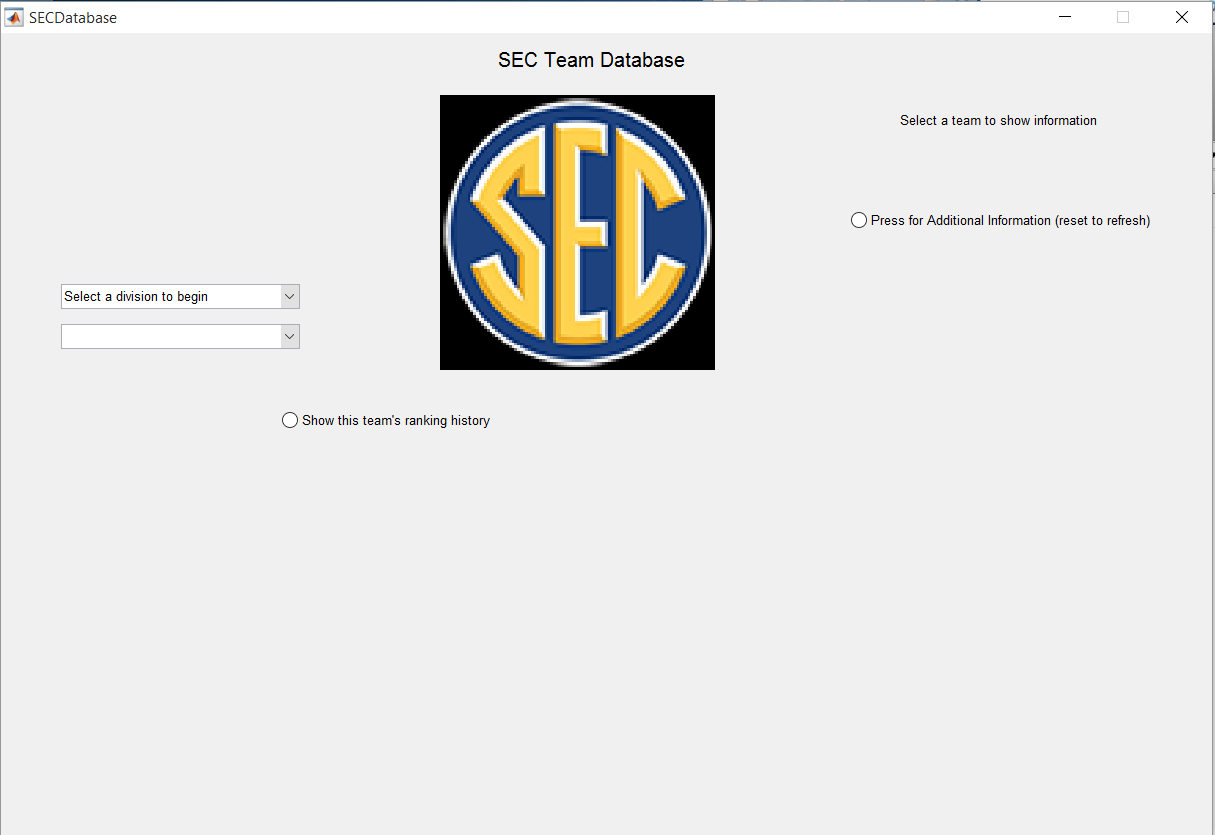 SECDatabase
SEC Team Database
SEC
Select a team to show information
Press for Additional Information (reset to refresh)
Select a division to begin
Show this team's ranking history